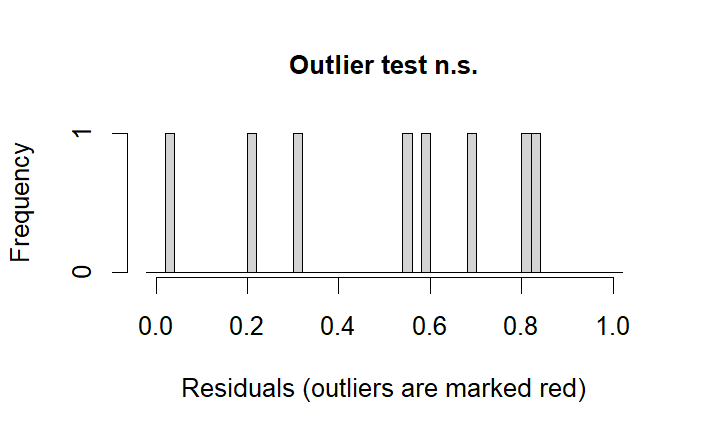 Outlier test n.s.
Frequency
1
0
0.0 0.2 0.4 0.6 0.8 1.0
Residuals (outliers are marked red)